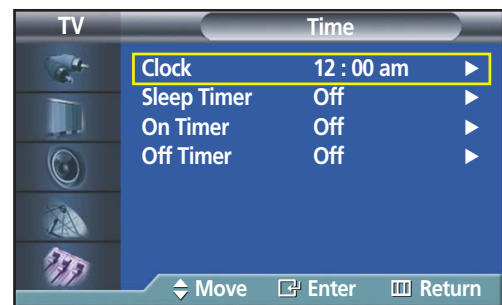 TV Time
Clock 12 : 00 am
Sleep Timer Off
On Timer Off
Off Timer Off
Move Enter Return